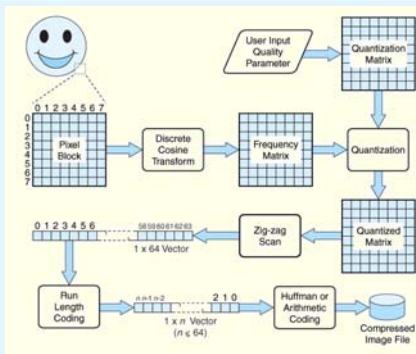 User Input
Quality
Parameter
Quantization
Matrix
0 1 2 3 4 5 6 7
0
1
2
3
4
5
6
7
Pixel
Block
Discrete
Cosine
Transform
Frequency
Matrix
Quantization
0 1 2 3 4 5 6
58 59 60 61 62 63
1 x 64 Vector
Zig-zag
Scan
Quantized
Matrix
Run
Length
Coding
n n-1 n-2
2 1 0
1 x n Vector
(n ≤ 64)
Huffman or
Arithmetic
Coding
Compressed
Image File